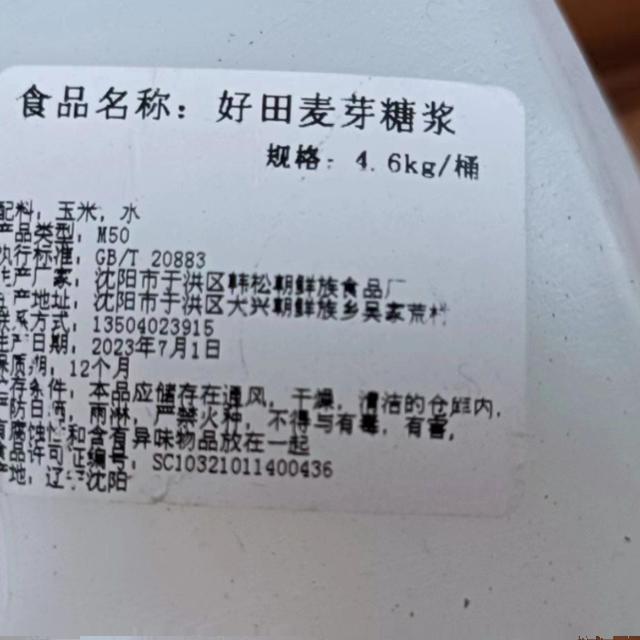 食品名称：好田麦芽糖浆
规格：4.6kg/桶
配料：玉米，水
产品类型：M50
执行标准：GB/T 20883
生产厂家：沈阳市于洪区韩松朝鲜族食品厂
生产地址：沈阳市于洪区大兴朝鲜族乡吴家荒村
联系方式：13504023915
生产日期：2023年7月1日
保质期：12个月
贮存条件：本品应储存在通风，干燥，清洁的仓库内，
严防日晒，雨淋，严禁火种，不得与有毒，有害，
有腐蚀性和含有异味物品放在一起
食品许可证编号：SC10321011400436
产地：辽宁沈阳